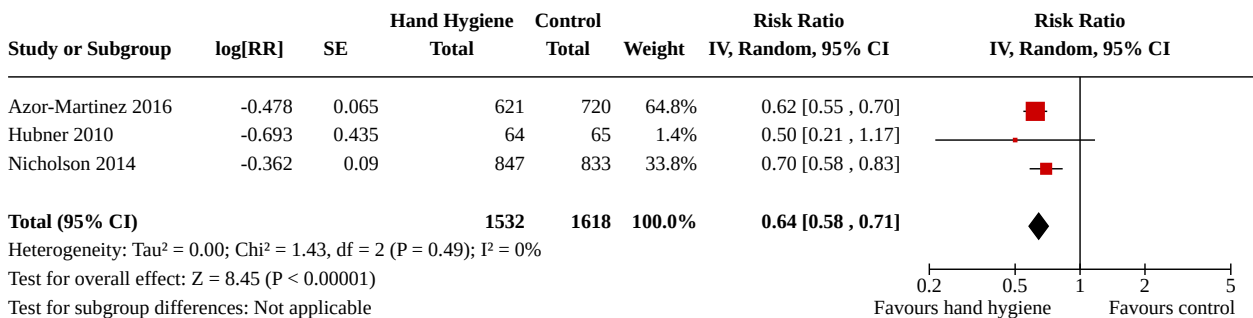 Hand Hygiene Control Risk Ratio Risk Ratio
Study or Subgroup log[RR] SE Total Total Weight IV, Random, 95% CI IV, Random, 95% CI
Azor-Martinez 2016 -0.478 0.065 621 720 64.8% 0.62 [0.55 , 0.70]
Hubner 2010 -0.693 0.435 64 65 1.4% 0.50 [0.21 , 1.17]
Nicholson 2014 -0.362 0.09 847 833 33.8% 0.70 [0.58 , 0.83]
Total (95% CI) 1532 1618 100.0% 0.64 [0.58 , 0.71]
Heterogeneity: Tau² = 0.00; Chi² = 1.43, df = 2 (P = 0.49); I² = 0%
Test for overall effect: Z = 8.45 (P < 0.00001)
0.2 0.5 1 2 5
Test for subgroup differences: Not applicable Favours hand hygiene Favours control